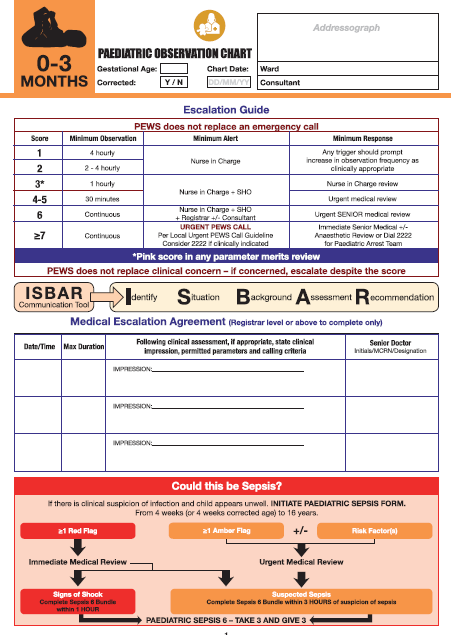 Addressograph
0-3
MONTHS
PAEDIATRIC OBSERVATION CHART
Gestational Age:
Chart Date:
Ward
Corrected:
Y / N
DD/MM/YY
Consultant
Escalation Guide
PEWS does not replace an emergency call
Score
Minimum Observation
Minimum Alert
Minimum Response
1
4 hourly
Nurse in Charge
Any trigger should prompt
increase in observation frequency as
clinically appropriate
2
2 - 4 hourly
3*
1 hourly
Nurse in Charge + SHO
Nurse in Charge review
4-5
30 minutes
Urgent medical review
6
Continuous
Nurse in Charge + SHO
+ Registrar +/- Consultant
Urgent SENIOR medical review
≥7
Continuous
URGENT PEWS CALL
Per Local Urgent PEWS Call Guideline
Consider 2222 if clinically indicated
Immediate Senior Medical +/-
Anaesthetic Review or Dial 2222
for Paediatric Arrest Team
*Pink score in any parameter merits review
PEWS does not replace clinical concern – if concerned, escalate despite the score
ISBAR
Communication Tool
Identify Situation Background Assessment Recommendation
Medical Escalation Agreement (Registrar level or above to complete only)
Date/Time
Max Duration
Following clinical assessment, if appropriate, state clinical
impression, permitted parameters and calling criteria
Senior Doctor
Initials/MCRN/Designation
IMPRESSION:
IMPRESSION:
IMPRESSION:
Could this be Sepsis?
If there is clinical suspicion of infection and child appears unwell. INITIATE PAEDIATRIC SEPSIS FORM.
From 4 weeks (or 4 weeks corrected age) to 16 years.
≥1 Red Flag
≥1 Amber Flag
+/-
Risk Factor(s)
Immediate Medical Review
Urgent Medical Review
Signs of Shock
Complete Sepsis 6 Bundle
within 1 HOUR
Suspected Sepsis
Complete Sepsis 6 Bundle within 3 HOURS of suspicion of sepsis
PAEDIATRIC SEPSIS 6 – TAKE 3 AND GIVE 3